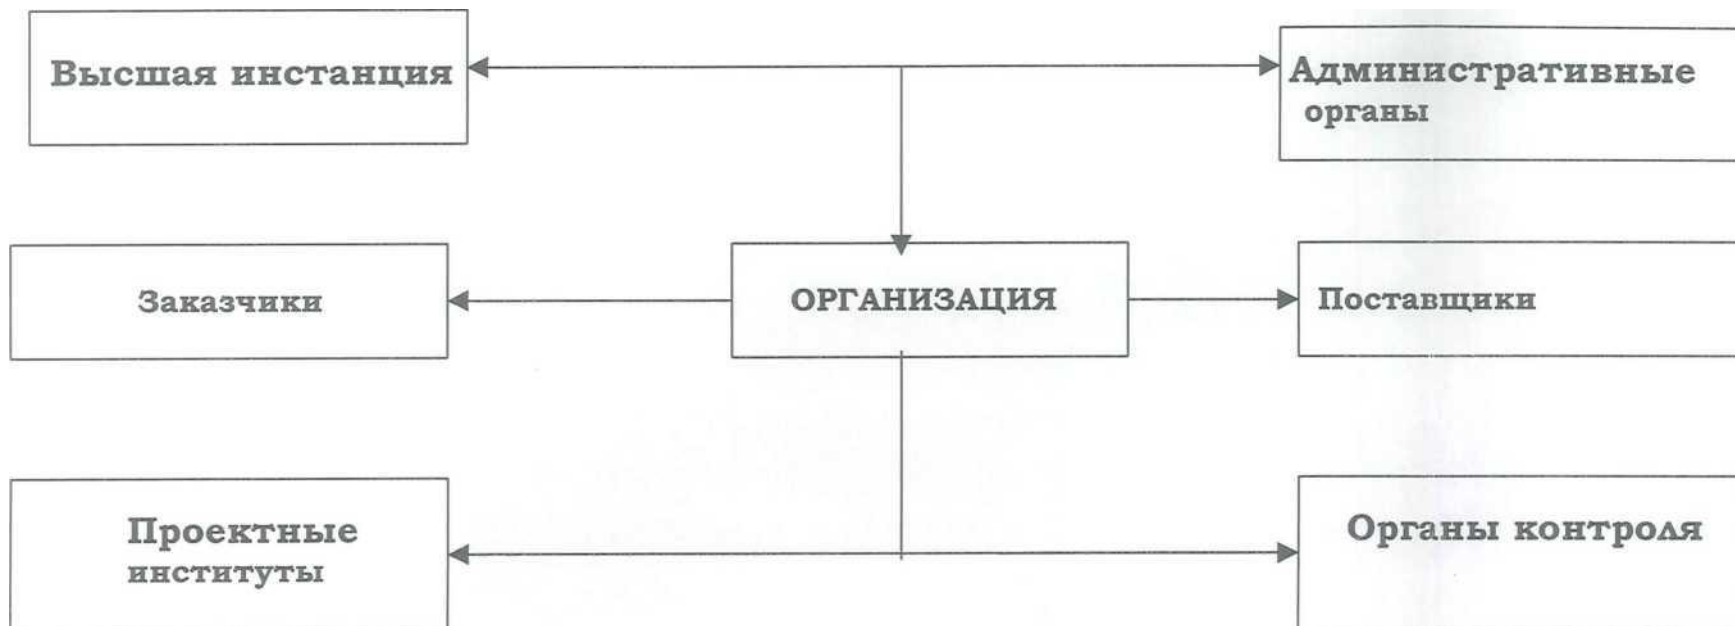 Высшая инстанция
Административные
органы
Заказчики
ОРГАНИЗАЦИЯ
Поставщики
Проектные
институты
Органы контроля